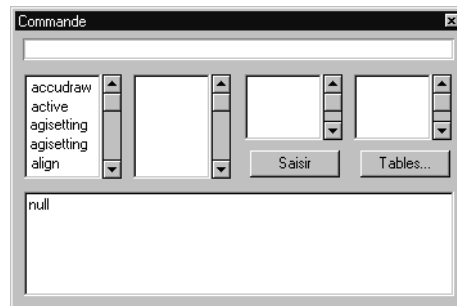 Commande
accudraw
active
agisetting
agisetting
align
Saisir
Tables...
null